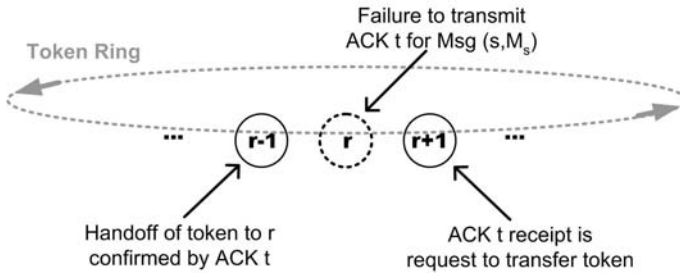 Failure to transmit
ACK t for Msg (s,Mₛ)
Token Ring
... r-1 r r+1 ...
Handoff of token to r
confirmed by ACK t
ACK t receipt is
request to transfer token